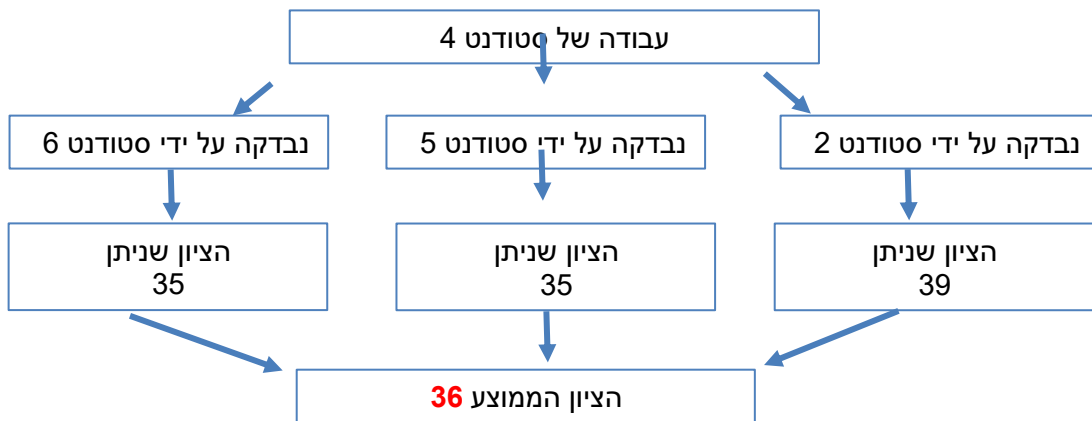 עבודה של סטודנט 4
נבדקה על ידי סטודנט 2
נבדקה על ידי סטודנט 5
נבדקה על ידי סטודנט 6
הציון שניתן
39
הציון שניתן
35
הציון שניתן
35
הציון הממוצע 36